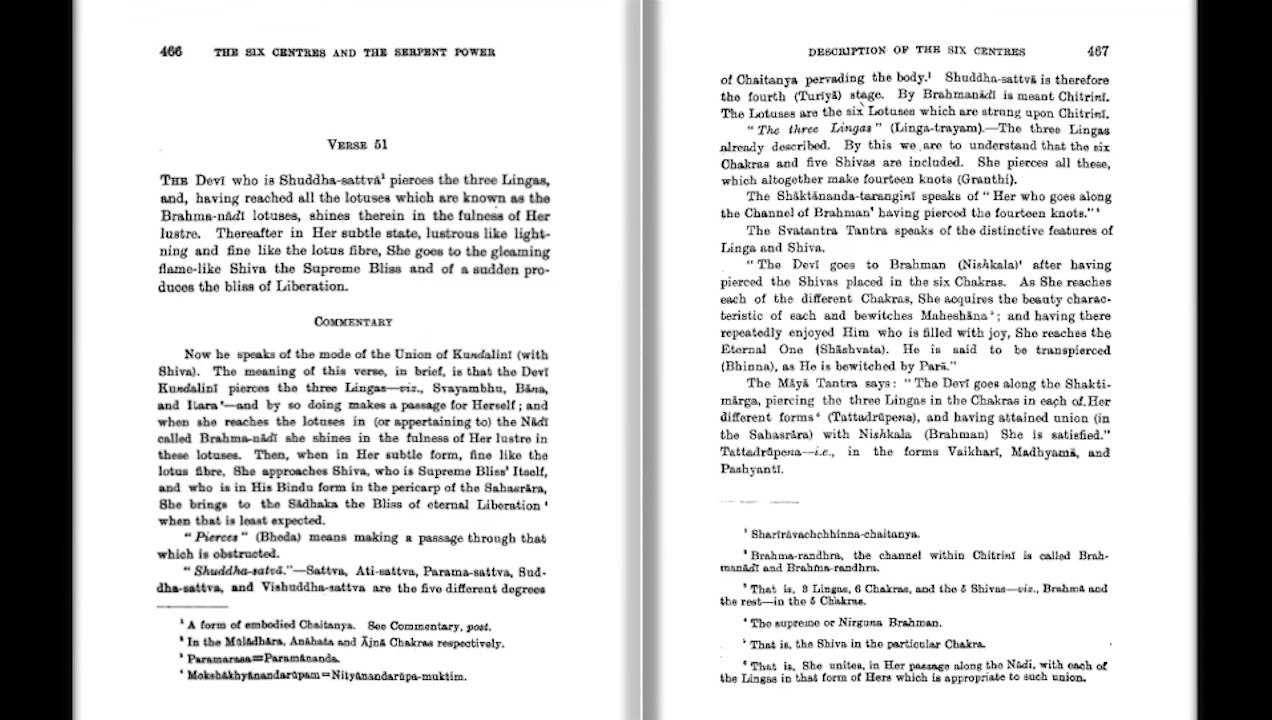 466 THE SIX CENTRES AND THE SERPENT POWER
VERSE 51
THE Devī who is Shuddha-sattvā¹ pierces the three Lingas,
and, having reached all the lotuses which are known as the
Brahma-nādī lotuses, shines therein in the fulness of Her
lustre. Thereafter in Her subtle state, lustrous like light-
ning and fine like the lotus fibre, She goes to the gleaming
flame-like Shiva the Supreme Bliss and of a sudden pro-
duces the bliss of Liberation.
COMMENTARY
Now he speaks of the mode of the Union of Kundalinī (with
Shiva). The meaning of this verse, in brief, is that the Devī
Kundalinī pierces the three Lingas—viz., Svayambhu, Bāna,
and Itara²—and by so doing makes a passage for Herself; and
when she reaches the lotuses in (or appertaining to) the Nādī
called Brahma-nādī she shines in the fulness of Her lustre in
these lotuses. Then, when in Her subtle form, fine like the
lotus fibre, She approaches Shiva, who is Supreme Bliss³ Itself,
and who is in His Bindu form in the pericarp of the Sahasrāra,
She brings to the Sādhaka the Bliss of eternal Liberation⁴
when that is least expected.
"Pierces" (Bheda) means making a passage through that
which is obstructed.
"Shuddha-satvā."—Sattva, Ati-sattva, Parama-sattva, Sud-
dha-sattva, and Vishuddha-sattva are the five different degrees
¹ A form of embodied Chaitanya. See Commentary, post.
² In the Mūlādhāra, Anāhata and Ājnā Chakras respectively.
³ Paramarasa=Paramānanda.
⁴ Mokshākhyānandarūpam=Nityānandarūpa-muktim.
DESCRIPTION OF THE SIX CENTRES 467
of Chaitanya pervading the body.¹ Shuddha-sattvā is therefore
the fourth (Turīyā) stage. By Brahmanādī is meant Chitrinī.
The Lotuses are the six Lotuses which are strung upon Chitrinī.
"The three Lingas" (Linga-trayam).—The three Lingas
already described. By this we are to understand that the six
Chakras and five Shivas are included. She pierces all these,
which altogether make fourteen knots (Granthi).
The Shāktānanda-taranginī speaks of "Her who goes along
the Channel of Brahman² having pierced the fourteen knots."³
The Svatantra Tantra speaks of the distinctive features of
Linga and Shiva.
"The Devī goes to Brahman (Nishkala)⁴ after having
pierced the Shivas placed in the six Chakras. As She reaches
each of the different Chakras, She acquires the beauty charac-
teristic of each and bewitches Maheshāna⁵; and having there
repeatedly enjoyed Him who is filled with joy, She reaches the
Eternal One (Shāshvata). He is said to be transpierced
(Bhinna), as He is bewitched by Parā."
The Māyā Tantra says: "The Devī goes along the Shakti-
mārga, piercing the three Lingas in the Chakras in each of Her
different forms⁶ (Tattadrūpena), and having attained union (in
the Sahasrāra) with Nishkala (Brahman) She is satisfied."
Tattadrūpena—i.e., in the forms Vaikharī, Madhyamā, and
Pashyantī.
¹ Sharīrāvachchhinna-chaitanya.
² Brahma-randhra, the channel within Chitrinī is called Brah-
manādī and Brahma-randhra.
³ That is, 3 Lingas, 6 Chakras, and the 5 Shivas—viz., Brahmā and
the rest—in the 5 Chakras.
⁴ The supreme or Nirguna Brahman.
⁵ That is, the Shiva in the particular Chakra.
⁶ That is, She unites, in Her passage along the Nādī, with each of
the Lingas in that form of Hers which is appropriate to such union.